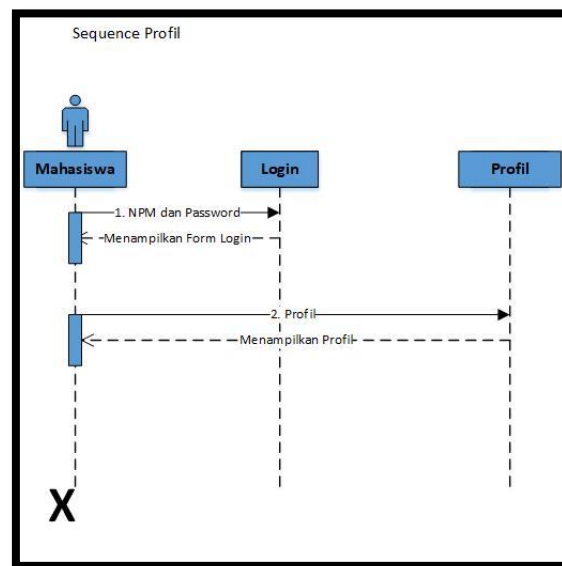 Sequence Profil
Mahasiswa
Login
Profil
1. NPM dan Password
Menampilkan Form Login
2. Profil
Menampilkan Profil
X